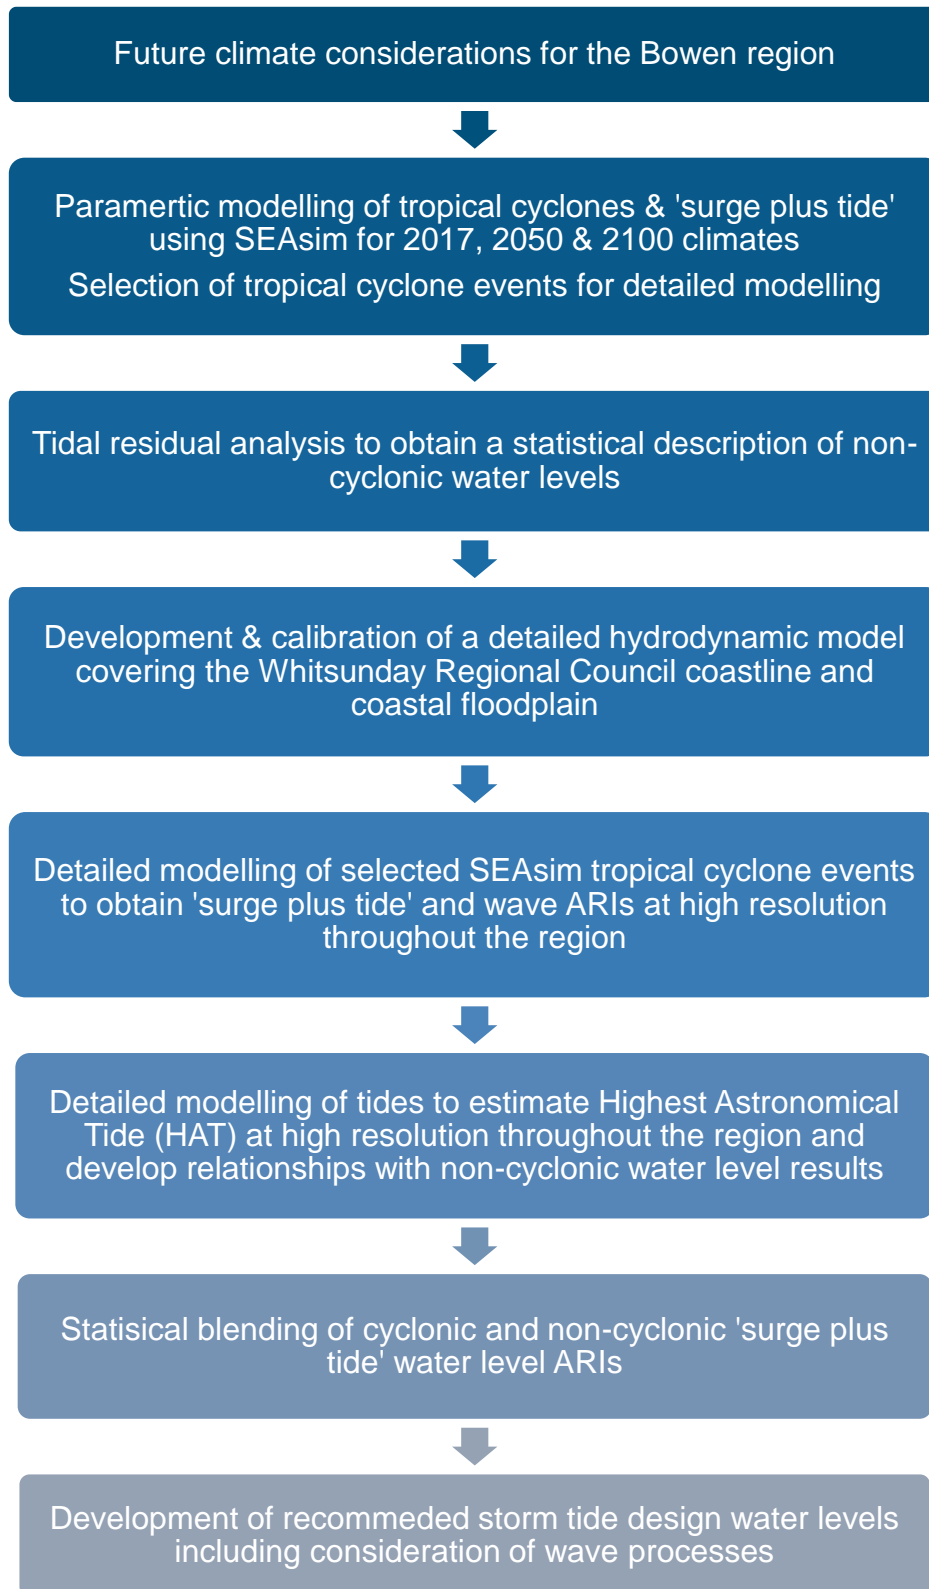 Future climate considerations for the Bowen region
Paramertic modelling of tropical cyclones & 'surge plus tide'
using SEAsim for 2017, 2050 & 2100 climates
Selection of tropical cyclone events for detailed modelling
Tidal residual analysis to obtain a statistical description of non-
cyclonic water levels
Development & calibration of a detailed hydrodynamic model
covering the Whitsunday Regional Council coastline and
coastal floodplain
Detailed modelling of selected SEAsim tropical cyclone events
to obtain 'surge plus tide' and wave ARIs at high resolution
throughout the region
Detailed modelling of tides to estimate Highest Astronomical
Tide (HAT) at high resolution throughout the region and
develop relationships with non-cyclonic water level results
Statisical blending of cyclonic and non-cyclonic 'surge plus
tide' water level ARIs
Development of recommeded storm tide design water levels
including consideration of wave processes